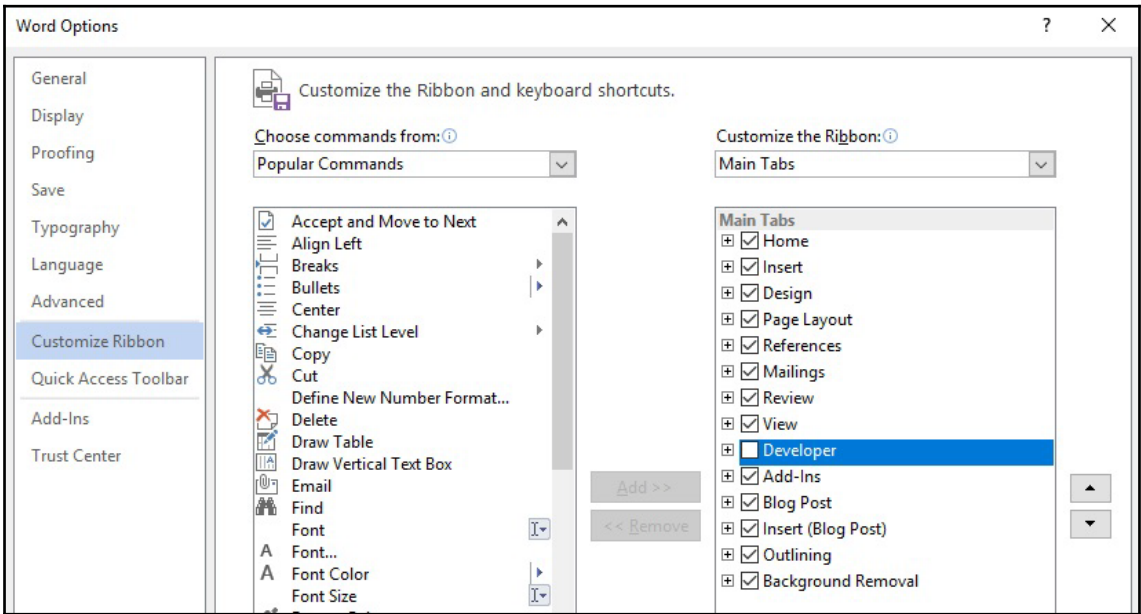 Word Options
?
General
Display
Proofing
Save
Typography
Language
Advanced
Customize Ribbon
Quick Access Toolbar
Add-Ins
Trust Center
Customize the Ribbon and keyboard shortcuts.
Choose commands from:
Popular Commands
Accept and Move to Next
Align Left
Breaks
Bullets
Center
Change List Level
Copy
Cut
Define New Number Format...
Delete
Draw Table
Draw Vertical Text Box
Email
Find
Font
Font...
Font Color
Font Size
Add >>
<< Remove
Customize the Ribbon:
Main Tabs
Main Tabs
Home
Insert
Design
Page Layout
References
Mailings
Review
View
Developer
Add-Ins
Blog Post
Insert (Blog Post)
Outlining
Background Removal